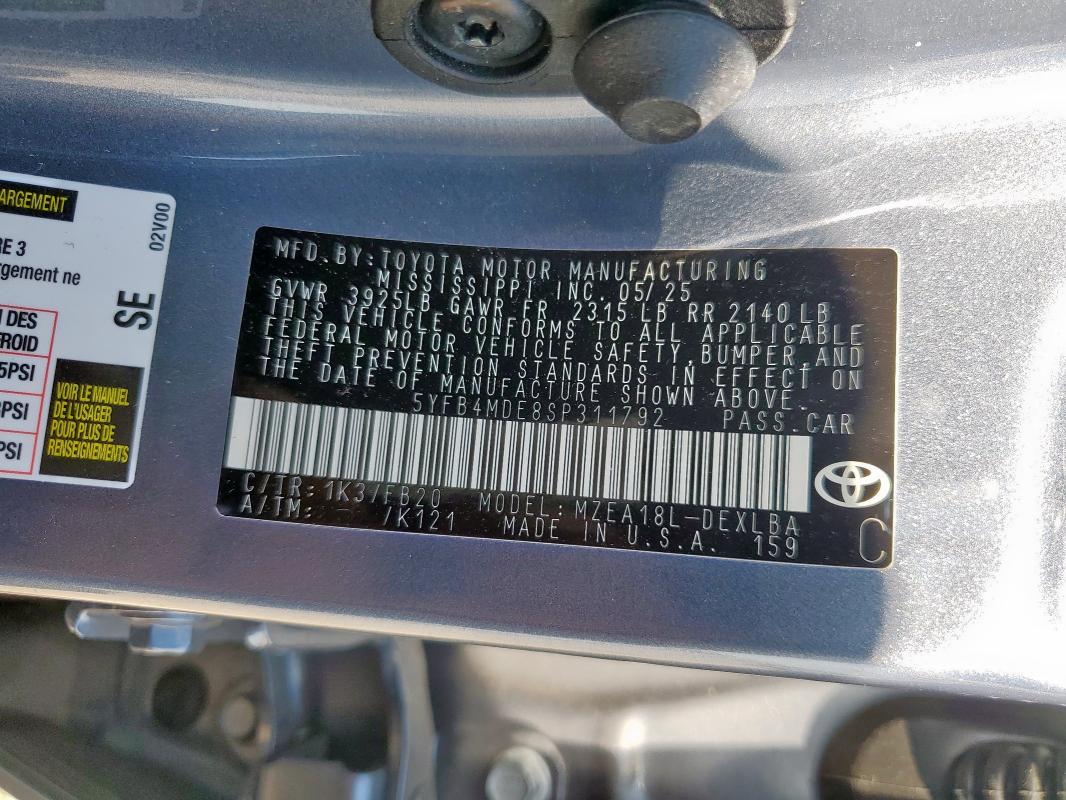 ARGEMENT
RE 3
rgement ne
02V00
SE
N DES
FROID
5PSI
PSI
PSI
VOIR LE MANUEL
DE L'USAGER
POUR PLUS DE
RENSEIGNEMENTS
MFD. BY: TOYOTA MOTOR MANUFACTURING
MISSISSIPPI INC. 05/25
GVWR 3925LB GAWR FR 2315 LB RR 2140 LB
THIS VEHICLE CONFORMS TO ALL APPLICABLE
FEDERAL MOTOR VEHICLE SAFETY, BUMPER, AND
THEFT PREVENTION STANDARDS IN EFFECT ON
THE DATE OF MANUFACTURE SHOWN ABOVE.
5YFB4MDE8SP311792 PASS. CAR
C/TR: 1K3/FB20 MODEL: MZEA18L-DEXLBA
A/TM: /K121 MADE IN U.S.A. 159
C